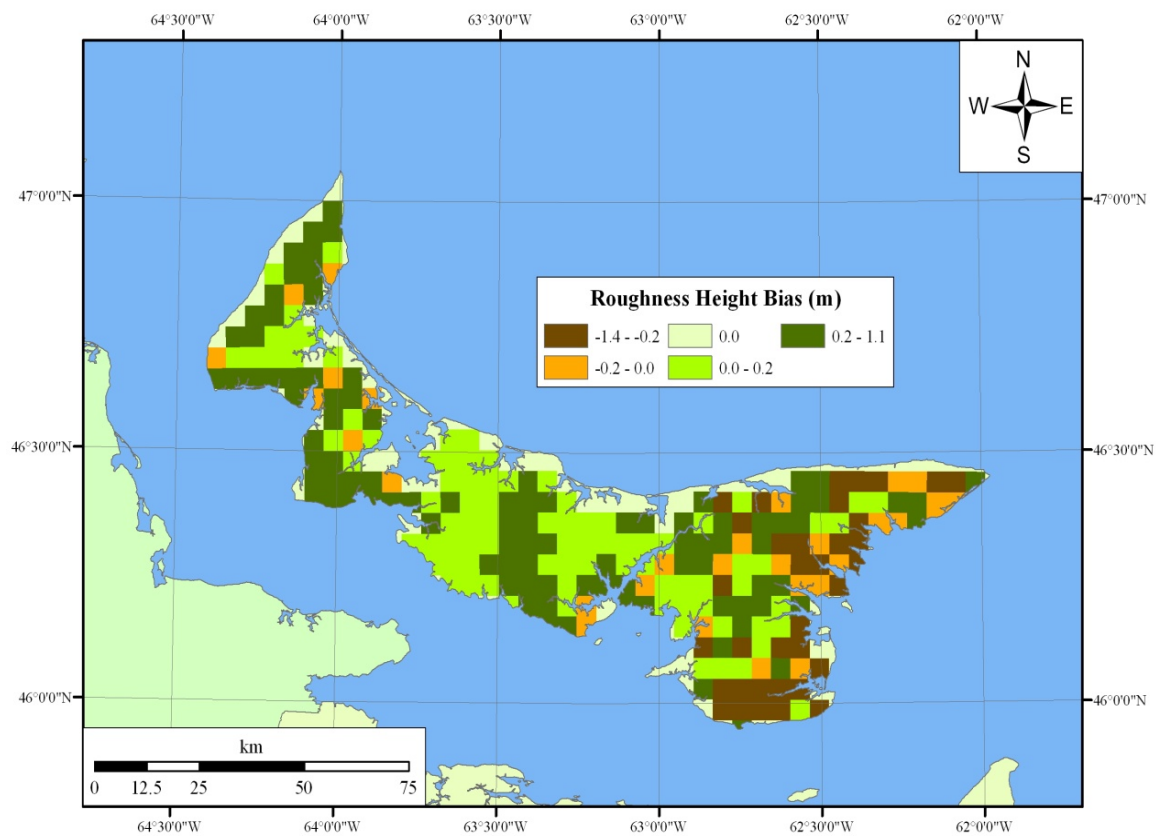 64°30'0"W 64°0'0"W 63°30'0"W 63°0'0"W 62°30'0"W 62°0'0"W
N
W E
S
47°0'0"N 47°0'0"N
Roughness Height Bias (m)
-1.4 - -0.2 0.0 0.2 - 1.1
-0.2 - 0.0 0.0 - 0.2
46°30'0"N 46°30'0"N
46°0'0"N 46°0'0"N
km
0 12.5 25 50 75
64°30'0"W 64°0'0"W 63°30'0"W 63°0'0"W 62°30'0"W 62°0'0"W